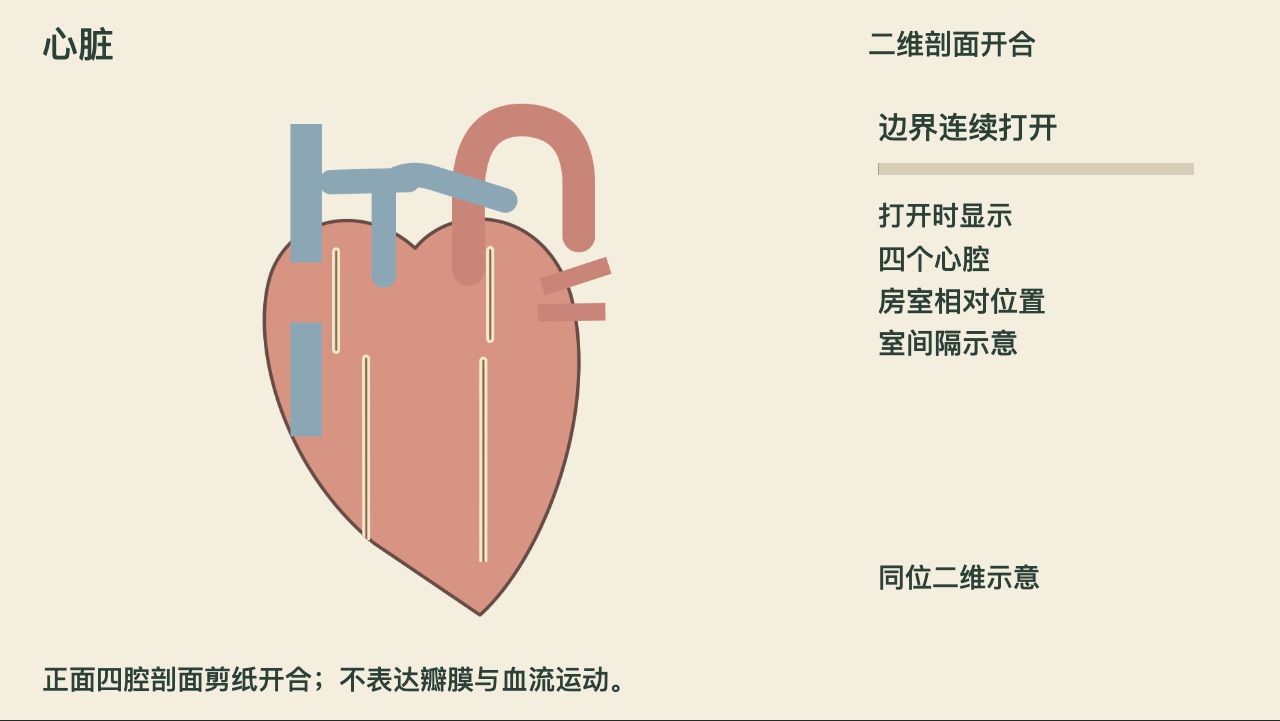 心脏
二维剖面开合
边界连续打开
打开时显示
四个心腔
房室相对位置
室间隔示意
同位二维示意
正面四腔剖面剪纸开合；不表达瓣膜与血流运动。